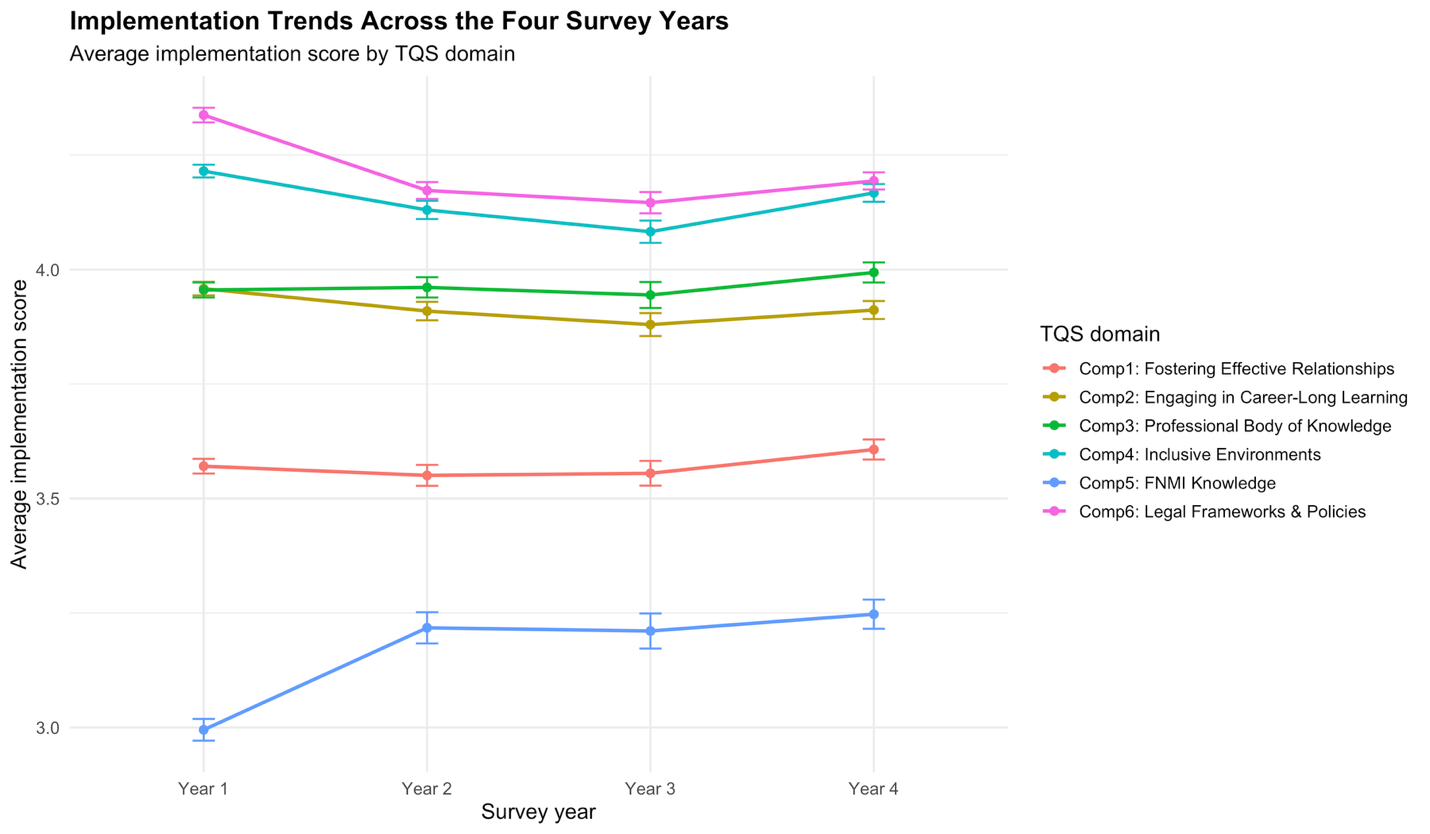 Implementation Trends Across the Four Survey Years
Average implementation score by TQS domain
Average implementation score
4.0
3.5
3.0
Year 1
Year 2
Year 3
Year 4
Survey year
TQS domain
Comp1: Fostering Effective Relationships
Comp2: Engaging in Career-Long Learning
Comp3: Professional Body of Knowledge
Comp4: Inclusive Environments
Comp5: FNMI Knowledge
Comp6: Legal Frameworks & Policies